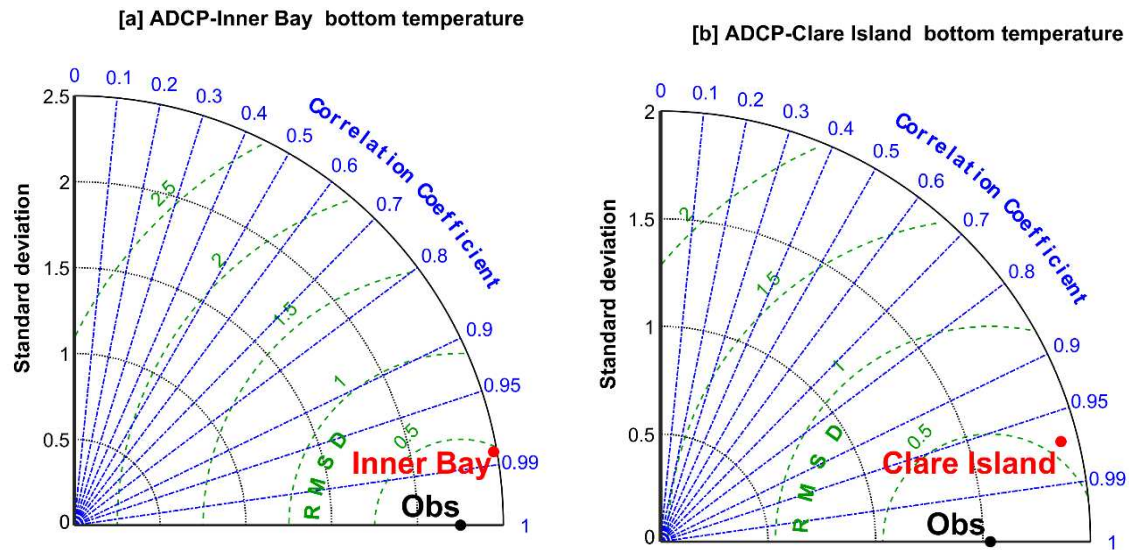 [a] ADCP-Inner Bay bottom temperature
0 0.1 0.2 0.3 0.4 0.5 0.6 0.7 0.8 0.9 0.95 0.99 1
Correlation Coefficient
Standard deviation
2.5
2
1.5
1
0.5
0
2.5 2 1.5 1 0.5
RMSD
Inner Bay
Obs
[b] ADCP-Clare Island bottom temperature
0 0.1 0.2 0.3 0.4 0.5 0.6 0.7 0.8 0.9 0.95 0.99 1
Correlation Coefficient
Standard deviation
2
1.5
1
0.5
0
2 1.5 1 0.5
RMSD
Clare Island
Obs